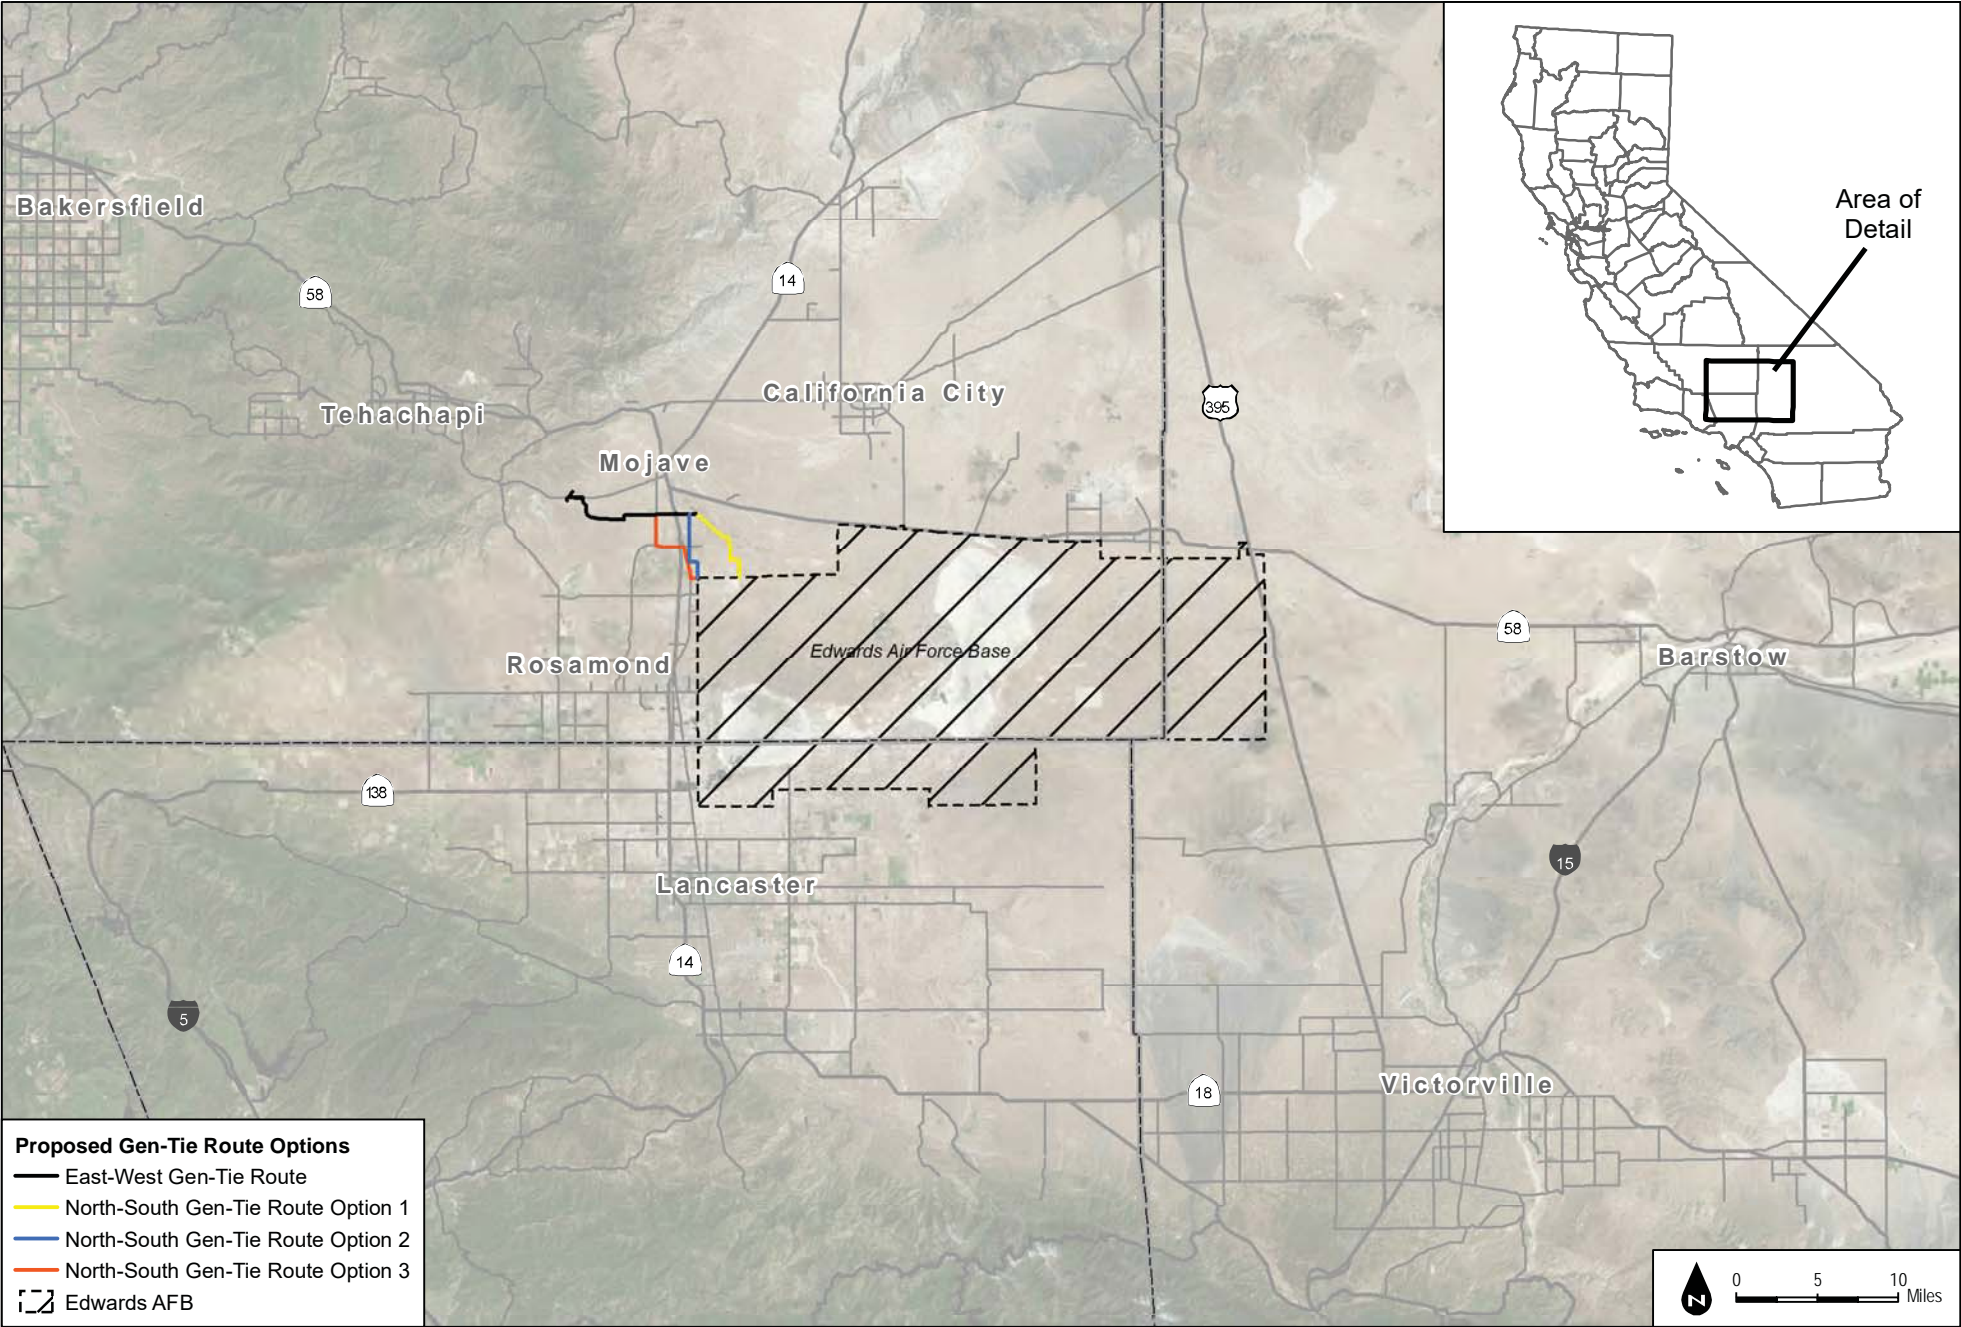 Area of
Detail
Bakersfield
58
14
California City
395
Tehachapi
Mojave
58
Edwards Air Force Base
Barstow
Rosamond
138
15
Lancaster
14
5
Victorville
18
Proposed Gen-Tie Route Options
East-West Gen-Tie Route
North-South Gen-Tie Route Option 1
North-South Gen-Tie Route Option 2
North-South Gen-Tie Route Option 3
Edwards AFB
N
0 5 10
Miles